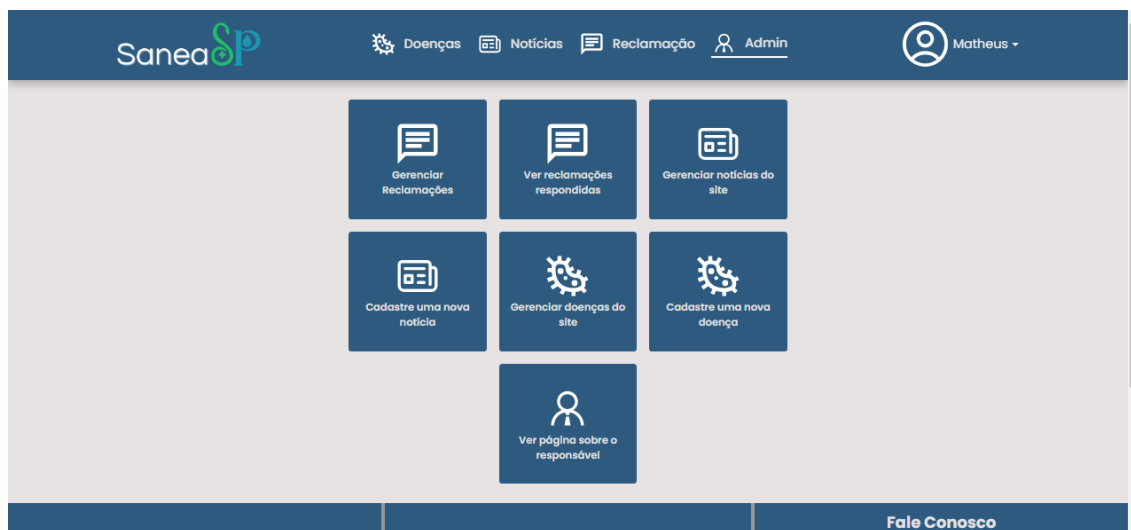 SaneaSP
Doenças
Notícias
Reclamação
Admin
Matheus
Gerenciar
Reclamações
Ver reclamações
respondidas
Gerenciar notícias do
site
Cadastre uma nova
notícia
Gerenciar doenças do
site
Cadastre uma nova
doença
Ver página sobre o
responsável
Fale Conosco